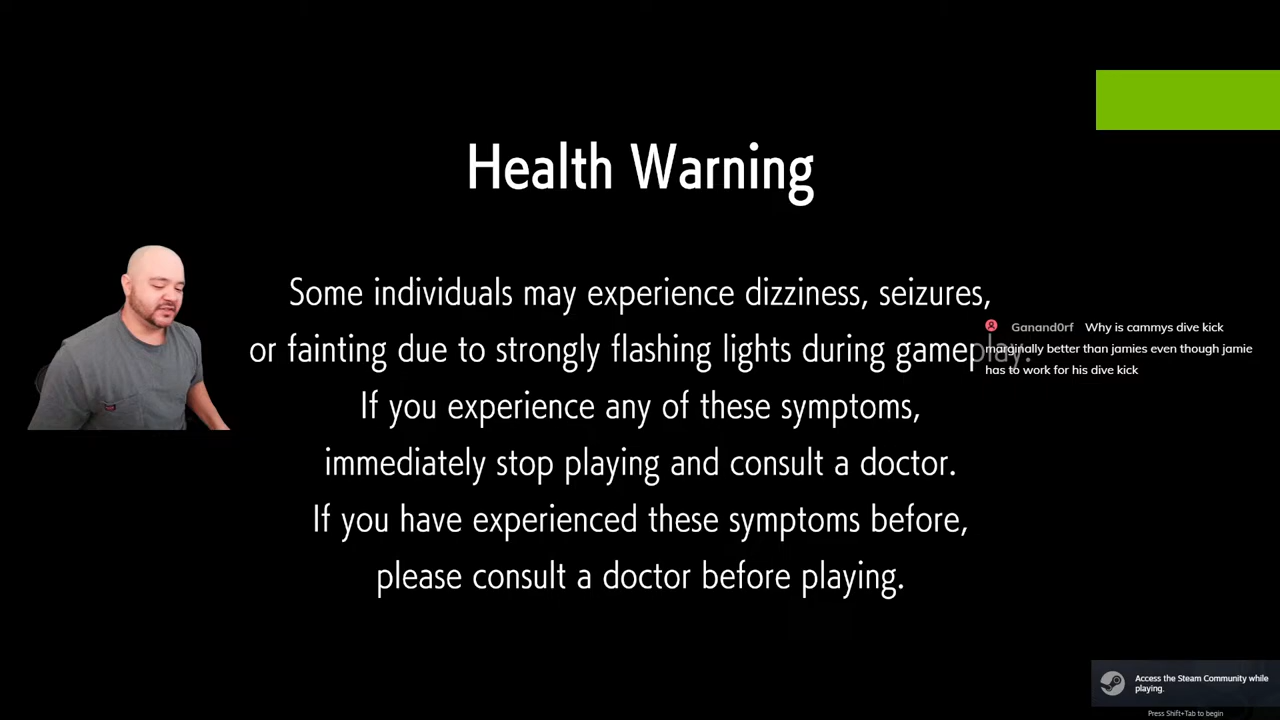 Health Warning
Some individuals may experience dizziness, seizures,
or fainting due to strongly flashing lights during gameplay.
If you experience any of these symptoms,
immediately stop playing and consult a doctor.
If you have experienced these symptoms before,
please consult a doctor before playing.
Ganand0rf Why is cammys dive kick
marginally better than jamies even though jamie
has to work for his dive kick
Access the Steam Community while
playing.
Press Shift+Tab to begin